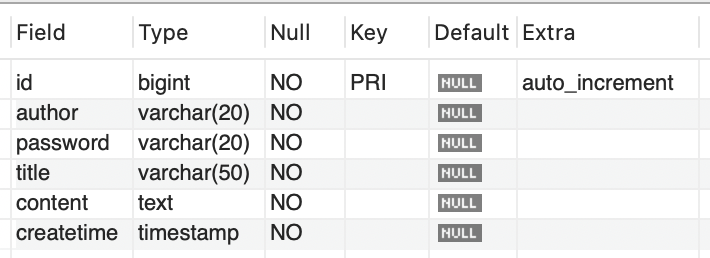 Field Type Null Key Default Extra
id bigint NO PRI NULL auto_increment
author varchar(20) NO NULL
password varchar(20) NO NULL
title varchar(50) NO NULL
content text NO NULL
createtime timestamp NO NULL